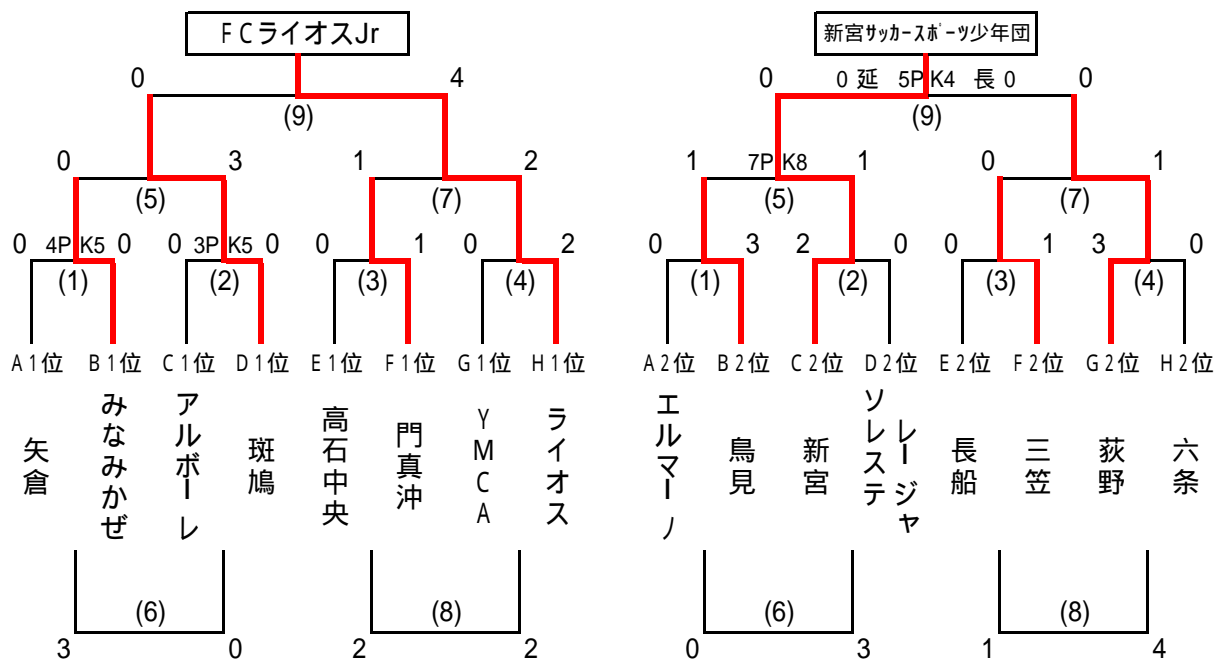 ＦＣライオスJr 新宮ｻｯｶｰｽﾎﾟｰﾂ少年団
0 4 0 0 延 5PK4 長 0 0
(9) (9)
0 3 1 2 1 7PK8 1 0 1
(5) (7) (5) (7)
0 4PK5 0 0 3PK5 0 0 1 0 2 0 3 2 0 0 1 3 0
(1) (2) (3) (4) (1) (2) (3) (4)
A1位 B1位 C1位 D1位 E1位 F1位 G1位 H1位 A2位 B2位 C2位 D2位 E2位 F2位 G2位 H2位
矢倉
みなみかぜ
アルボーレ
斑鳩
高石中央
門真沖
YMCA
ライオス
エルマーノ
鳥見
新宮
ソレステ
レージャ
長船
三笠
荻野
六条
(6) (8) (6) (8)
3 0 2 2 0 3 1 4